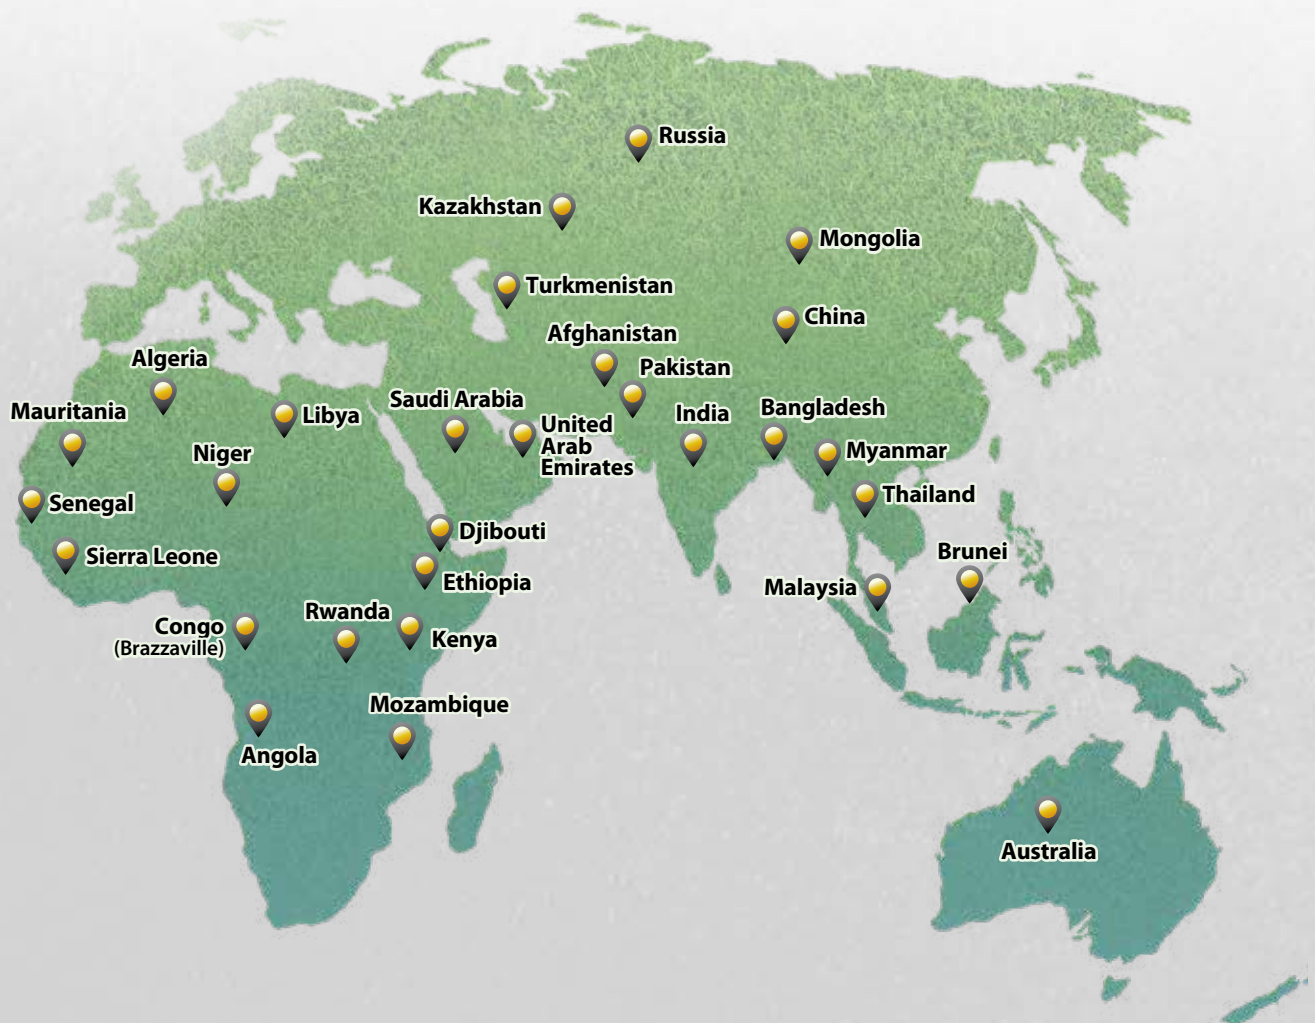 Russia
Kazakhstan
Mongolia
Turkmenistan
China
Afghanistan
Algeria
Pakistan
Saudi Arabia
Mauritania
Libya
India
Bangladesh
United
Arab
Emirates
Niger
Myanmar
Senegal
Thailand
Djibouti
Sierra Leone
Brunei
Ethiopia
Malaysia
Rwanda
Congo
(Brazzaville)
Kenya
Mozambique
Angola
Australia